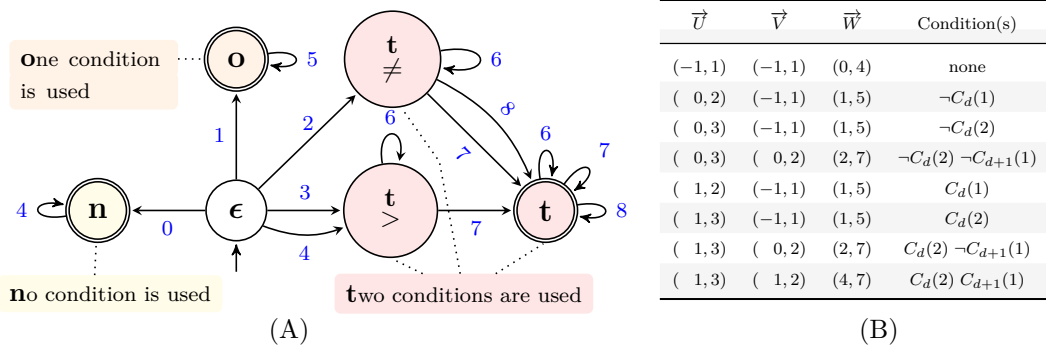 one condition
is used
o
5
t
≠
6
1
2
8
7
6
6
7
4
n
0
ϵ
3
4
t
>
7
t
8
no condition is used
two conditions are used
(A)
U V W Condition(s)
(−1, 1) (−1, 1) (0, 4) none
( 0, 2) (−1, 1) (1, 5) ¬C_d(1)
( 0, 3) (−1, 1) (1, 5) ¬C_d(2)
( 0, 3) ( 0, 2) (2, 7) ¬C_d(2) ¬C_{d+1}(1)
( 1, 2) (−1, 1) (1, 5) C_d(1)
( 1, 3) (−1, 1) (1, 5) C_d(2)
( 1, 3) ( 0, 2) (2, 7) C_d(2) ¬C_{d+1}(1)
( 1, 3) ( 1, 2) (4, 7) C_d(2) C_{d+1}(1)
(B)